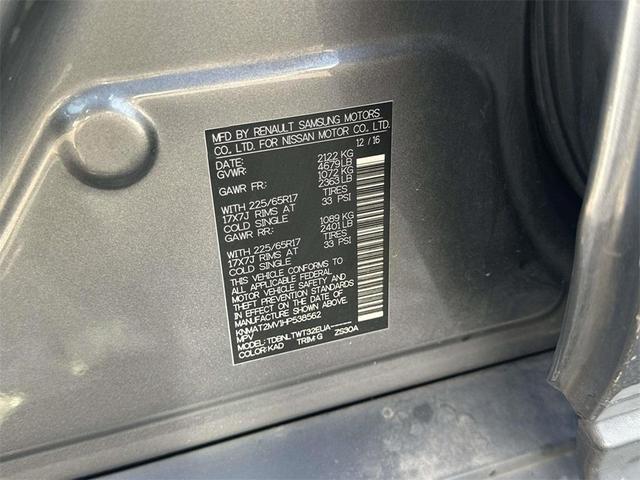 MFD BY RENAULT SAMSUNG MOTORS
CO. LTD. FOR NISSAN MOTOR CO. LTD.
DATE: 12 / 16
GVWR: 2122 KG
4679 LB
GAWR FR: 1072 KG
2363 LB
WITH 225/65R17 TIRES
17X7J RIMS AT 33 PSI
COLD SINGLE
GAWR RR: 1089 KG
2401 LB
WITH 225/65R17 TIRES
17X7J RIMS AT 33 PSI
COLD SINGLE
THIS VEHICLE CONFORMS TO
ALL APPLICABLE FEDERAL
MOTOR VEHICLE SAFETY AND
THEFT PREVENTION STANDARDS
IN EFFECT ON THE DATE OF
MANUFACTURE SHOWN ABOVE.
KNMAT2MV1HP538562
MPV
MODEL: TDBNLTWT32EUA-----
COLOR: KAD TRIM: G ZS30A